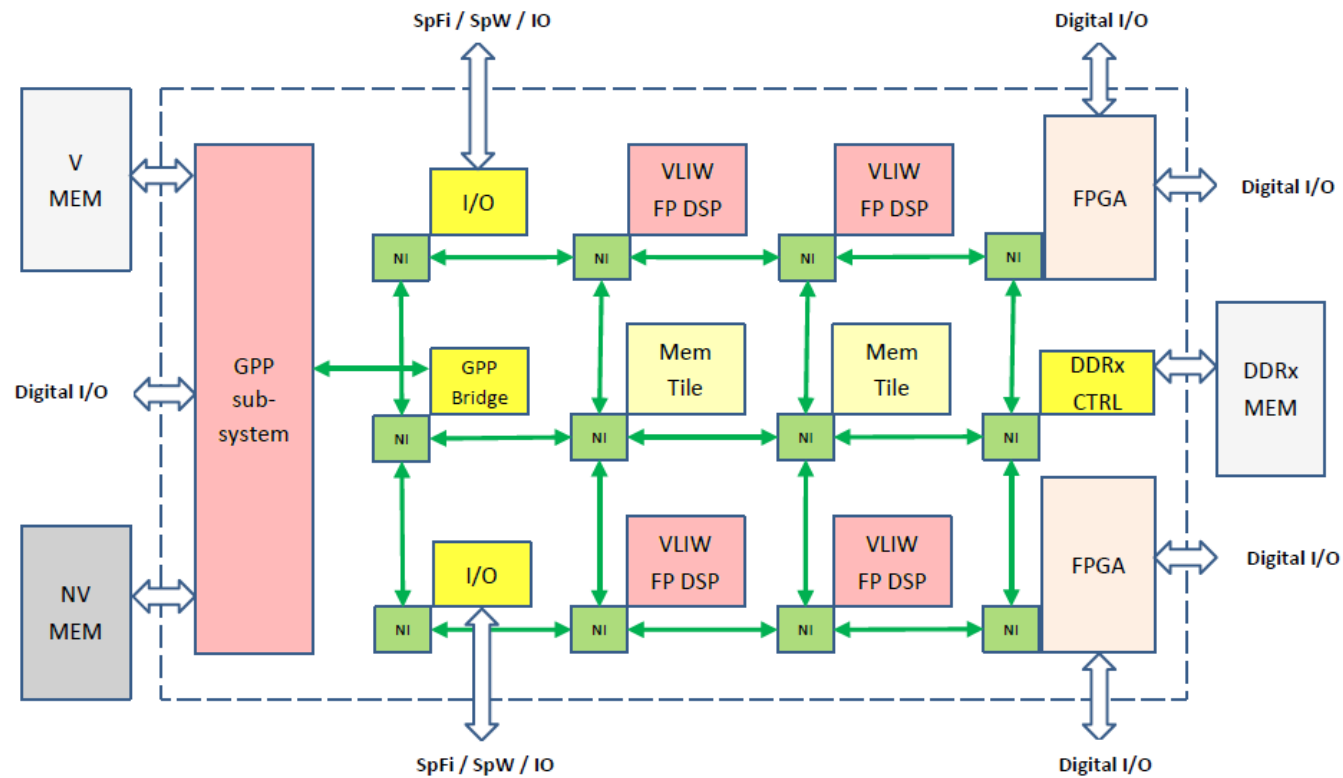 SpFi / SpW / IO
Digital I/O
V
MEM
I/O
VLIW
FP DSP
VLIW
FP DSP
FPGA
Digital I/O
NI
NI
NI
NI
Digital I/O
GPP
sub-
system
GPP
Bridge
Mem
Tile
Mem
Tile
DDRx
CTRL
DDRx
MEM
NI
NI
NI
NI
NV
MEM
I/O
VLIW
FP DSP
VLIW
FP DSP
FPGA
Digital I/O
NI
NI
NI
NI
SpFi / SpW / IO
Digital I/O